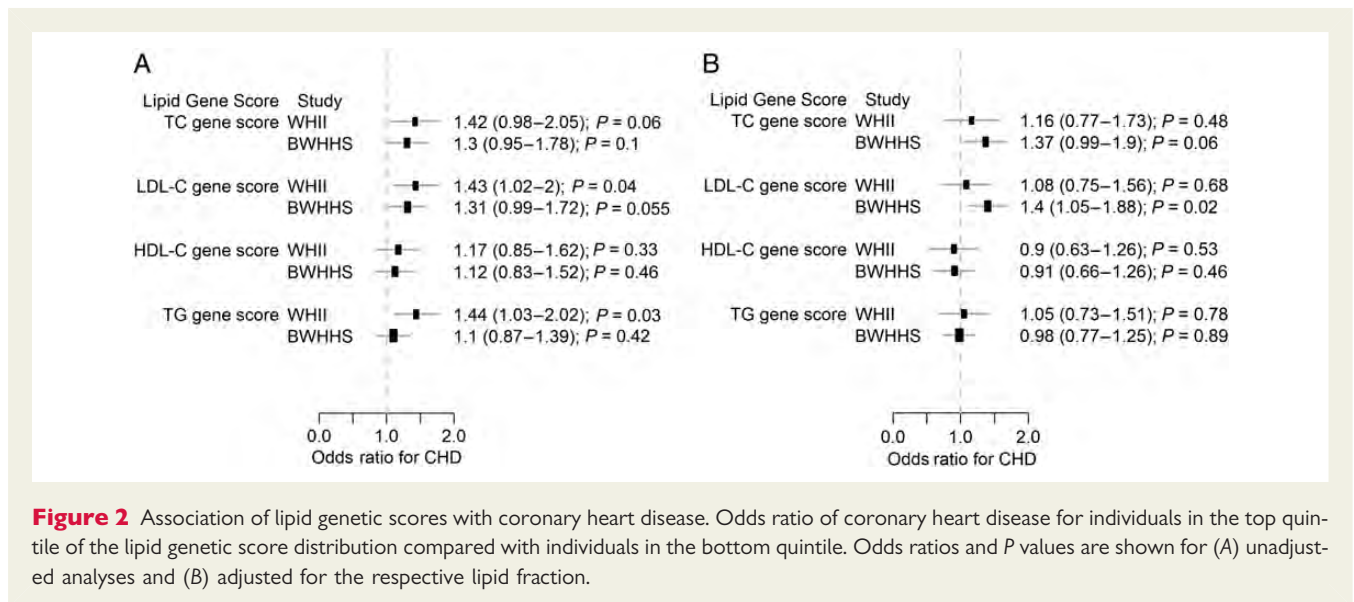 A
Lipid Gene Score Study
TC gene score WHII 1.42 (0.98–2.05); P = 0.06
BWHHS 1.3 (0.95–1.78); P = 0.1
LDL-C gene score WHII 1.43 (1.02–2); P = 0.04
BWHHS 1.31 (0.99–1.72); P = 0.055
HDL-C gene score WHII 1.17 (0.85–1.62); P = 0.33
BWHHS 1.12 (0.83–1.52); P = 0.46
TG gene score WHII 1.44 (1.03–2.02); P = 0.03
BWHHS 1.1 (0.87–1.39); P = 0.42
0.0 1.0 2.0
Odds ratio for CHD
B
Lipid Gene Score Study
TC gene score WHII 1.16 (0.77–1.73); P = 0.48
BWHHS 1.37 (0.99–1.9); P = 0.06
LDL-C gene score WHII 1.08 (0.75–1.56); P = 0.68
BWHHS 1.4 (1.05–1.88); P = 0.02
HDL-C gene score WHII 0.9 (0.63–1.26); P = 0.53
BWHHS 0.91 (0.66–1.26); P = 0.46
TG gene score WHII 1.05 (0.73–1.51); P = 0.78
BWHHS 0.98 (0.77–1.25); P = 0.89
0.0 1.0 2.0
Odds ratio for CHD
Figure 2 Association of lipid genetic scores with coronary heart disease. Odds ratio of coronary heart disease for individuals in the top quin-
tile of the lipid genetic score distribution compared with individuals in the bottom quintile. Odds ratios and P values are shown for (A) unadjust-
ed analyses and (B) adjusted for the respective lipid fraction.